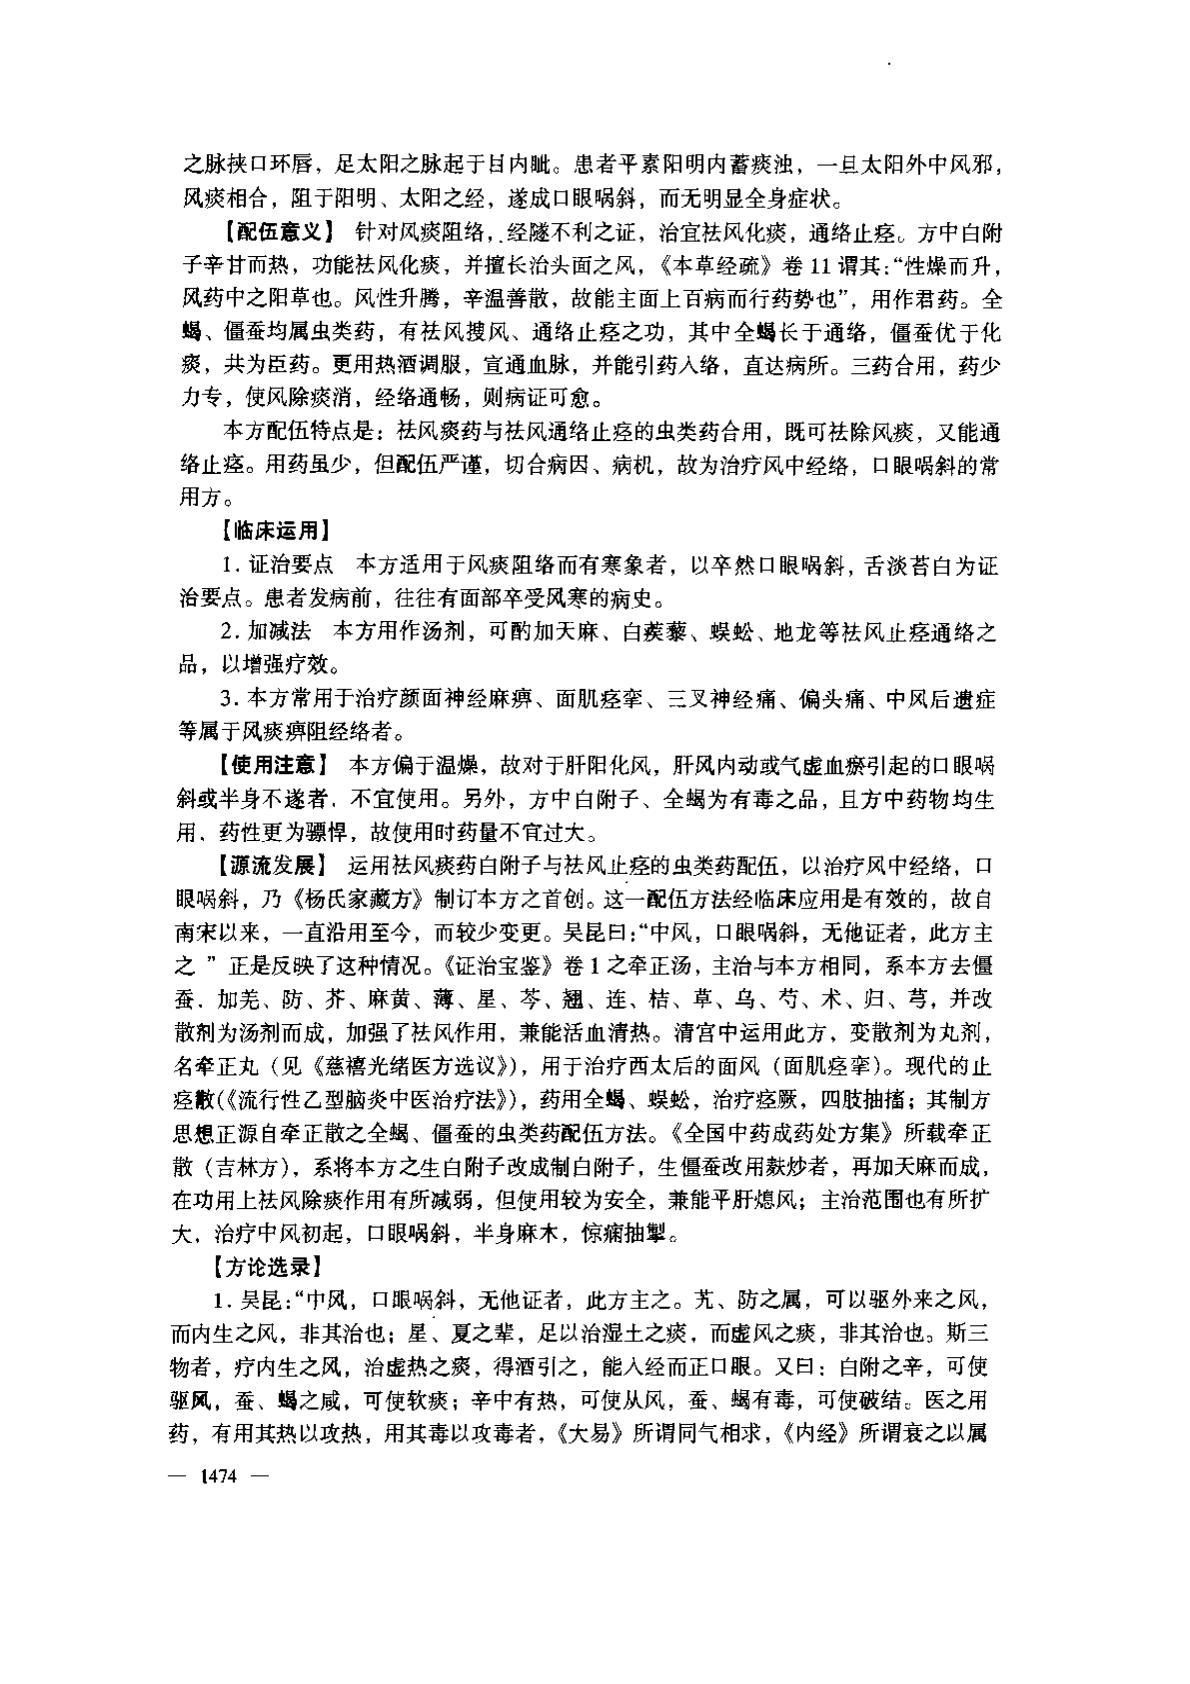 之脉挟口环唇，足太阳之脉起于目内眦。患者平素阳明内蓄痰浊，一旦太阳外中风邪，
风痰相合，阻于阳明、太阳之经，遂成口眼㖞斜，而无明显全身症状。
【配伍意义】 针对风痰阻络，经隧不利之证，治宜祛风化痰，通络止痉。方中白附
子辛甘而热，功能祛风化痰，并擅长治头面之风，《本草经疏》卷 11 谓其:“性燥而升，
风药中之阳草也。风性升腾，辛温善散，故能主面上百病而行药势也”，用作君药。全
蝎、僵蚕均属虫类药，有祛风搜风、通络止痉之功，其中全蝎长于通络，僵蚕优于化
痰，共为臣药。更用热酒调服，宣通血脉，并能引药入络，直达病所。三药合用，药少
力专，使风除痰消，经络通畅，则病证可愈。
本方配伍特点是：祛风痰药与祛风通络止痉的虫类药合用，既可祛除风痰，又能通
络止痉。用药虽少，但配伍严谨，切合病因、病机，故为治疗风中经络，口眼㖞斜的常
用方。
【临床运用】
1. 证治要点 本方适用于风痰阻络而有寒象者，以卒然口眼㖞斜，舌淡苔白为证
治要点。患者发病前，往往有面部卒受风寒的病史。
2. 加减法 本方用作汤剂，可酌加天麻、白蒺藜、蜈蚣、地龙等祛风止痉通络之
品，以增强疗效。
3. 本方常用于治疗颜面神经麻痹、面肌痉挛、三叉神经痛、偏头痛、中风后遗症
等属于风痰痹阻经络者。
【使用注意】 本方偏于温燥，故对于肝阳化风，肝风内动或气虚血瘀引起的口眼㖞
斜或半身不遂者，不宜使用。另外，方中白附子、全蝎为有毒之品，且方中药物均生
用，药性更为骠悍，故使用时药量不宜过大。
【源流发展】 运用祛风痰药白附子与祛风止痉的虫类药配伍，以治疗风中经络，口
眼㖞斜，乃《杨氏家藏方》制订本方之首创。这一配伍方法经临床应用是有效的，故自
南宋以来，一直沿用至今，而较少变更。吴昆曰:“中风，口眼㖞斜，无他证者，此方主
之 ”正是反映了这种情况。《证治宝鉴》卷 1 之牵正汤，主治与本方相同，系本方去僵
蚕，加羌、防、芥、麻黄、薄、星、芩、翘、连、桔、草、乌、芍、术、归、芎，并改
散剂为汤剂而成，加强了祛风作用，兼能活血清热。清宫中运用此方，变散剂为丸剂，
名牵正丸（见《慈禧光绪医方选议》），用于治疗西太后的面风（面肌痉挛）。现代的止
痉散(《流行性乙型脑炎中医治疗法》)，药用全蝎、蜈蚣，治疗痉厥，四肢抽搐；其制方
思想正源自牵正散之全蝎、僵蚕的虫类药配伍方法。《全国中药成药处方集》所载牵正
散（吉林方），系将本方之生白附子改成制白附子，生僵蚕改用麸炒者，再加天麻而成，
在功用上祛风除痰作用有所减弱，但使用较为安全，兼能平肝熄风；主治范围也有所扩
大，治疗中风初起，口眼㖞斜，半身麻木，惊痫抽掣。
【方论选录】
1. 吴昆:“中风，口眼㖞斜，无他证者，此方主之。艽、防之属，可以驱外来之风，
而内生之风，非其治也；星、夏之辈，足以治湿土之痰，而虚风之痰，非其治也。斯三
物者，疗内生之风，治虚热之痰，得酒引之，能入经而正口眼。又曰：白附之辛，可使
驱风，蚕、蝎之咸，可使软痰；辛中有热，可使从风，蚕、蝎有毒，可使破结。医之用
药，有用其热以攻热，用其毒以攻毒者，《大易》所谓同气相求，《内经》所谓衰之以属
— 1474 —